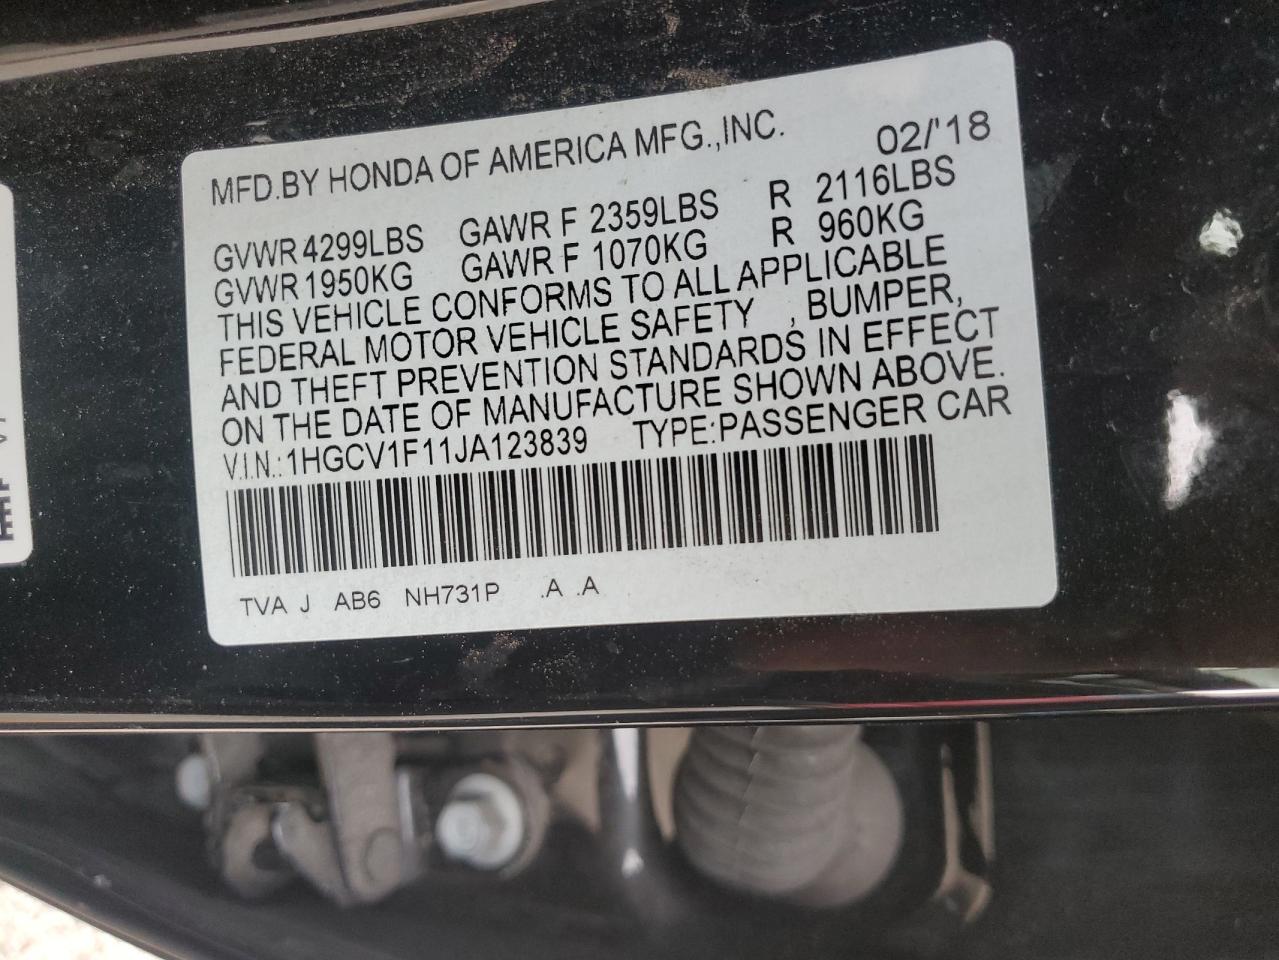 MFD.BY HONDA OF AMERICA MFG.,INC. 02/'18
GVWR 4299LBS GAWR F 2359LBS R 2116LBS
GVWR 1950KG GAWR F 1070KG R 960KG
THIS VEHICLE CONFORMS TO ALL APPLICABLE
FEDERAL MOTOR VEHICLE SAFETY , BUMPER,
AND THEFT PREVENTION STANDARDS IN EFFECT
ON THE DATE OF MANUFACTURE SHOWN ABOVE.
V.I.N.:1HGCV1F11JA123839 TYPE:PASSENGER CAR
TVA J AB6 NH731P .A .A